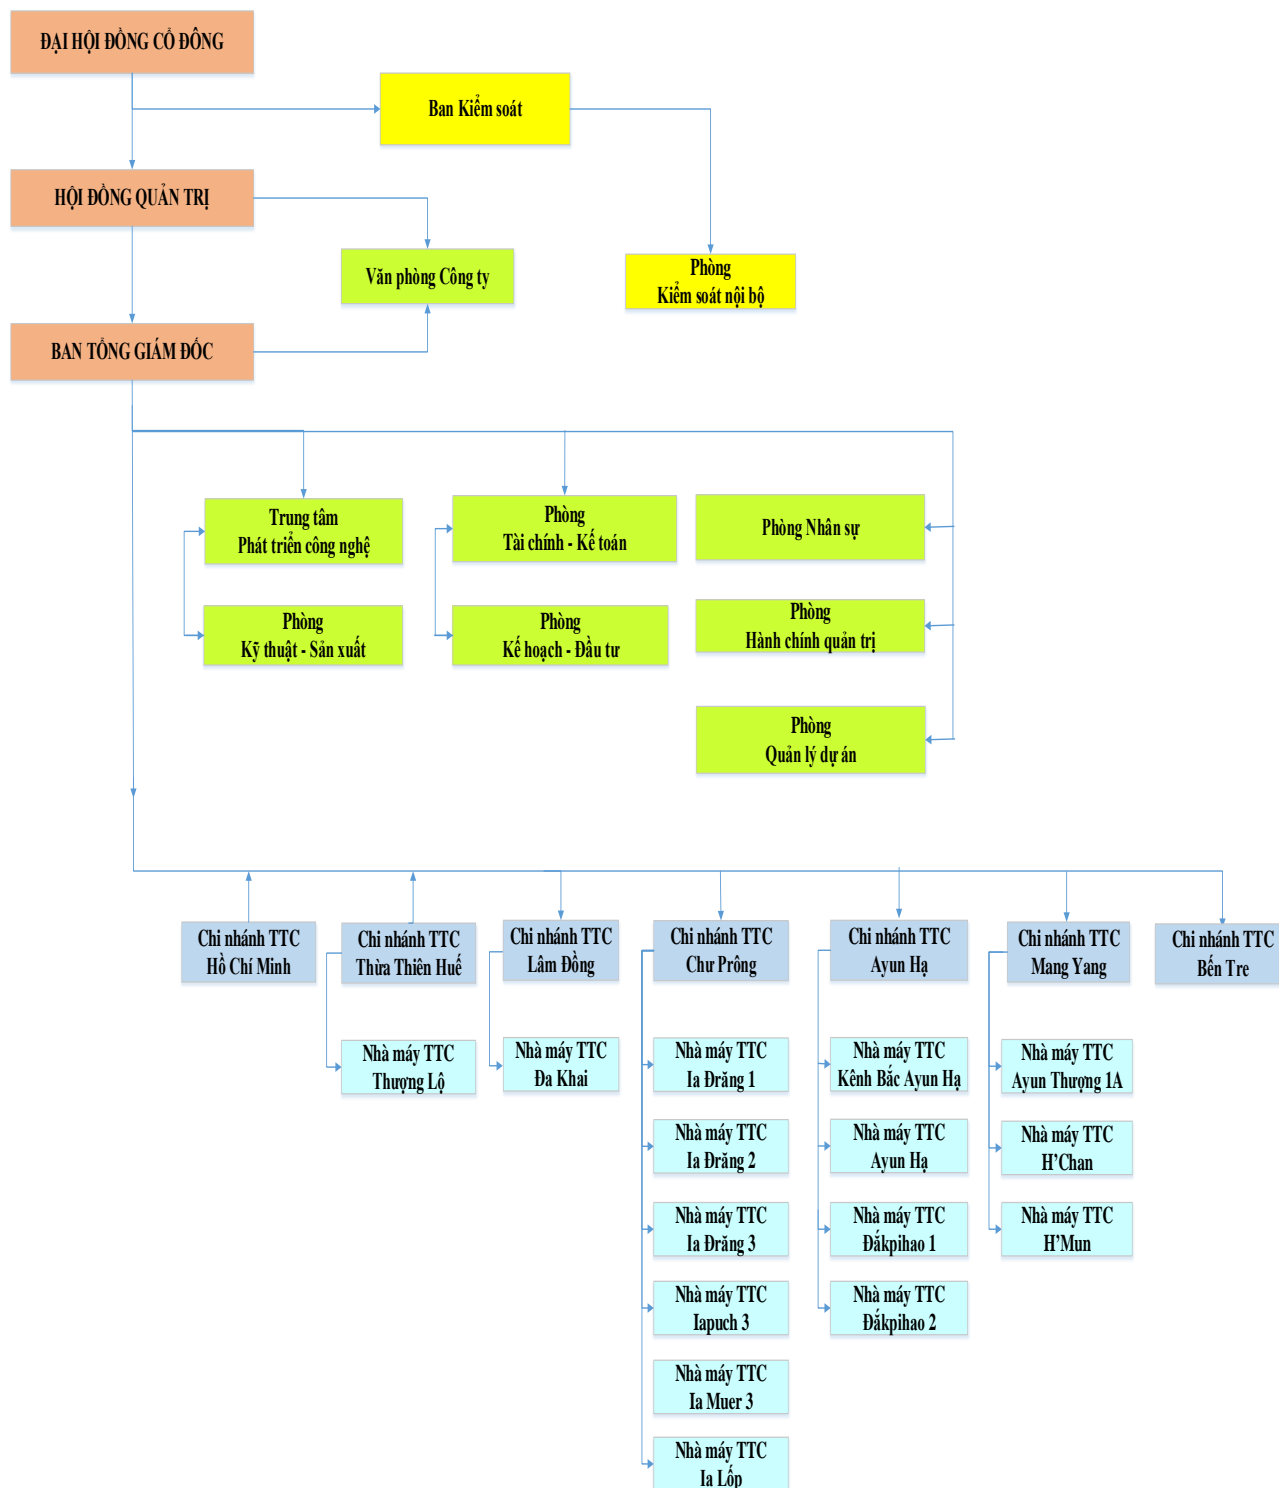 ĐẠI HỘI ĐỒNG CỔ ĐÔNG
Ban Kiểm soát
HỘI ĐỒNG QUẢN TRỊ
Văn phòng Công ty
Phòng
Kiểm soát nội bộ
BAN TỔNG GIÁM ĐỐC
Trung tâm
Phát triển công nghệ
Phòng
Tài chính - Kế toán
Phòng Nhân sự
Phòng
Kỹ thuật - Sản xuất
Phòng
Kế hoạch - Đầu tư
Phòng
Hành chính quản trị
Phòng
Quản lý dự án
Chi nhánh TTC
Hồ Chí Minh
Chi nhánh TTC
Thừa Thiên Huế
Chi nhánh TTC
Lâm Đồng
Chi nhánh TTC
Chư Prông
Chi nhánh TTC
Ayun Hạ
Chi nhánh TTC
Mang Yang
Chi nhánh TTC
Bến Tre
Nhà máy TTC
Thượng Lộ
Nhà máy TTC
Đa Khai
Nhà máy TTC
Ia Đrăng 1
Nhà máy TTC
Kênh Bắc Ayun Hạ
Nhà máy TTC
Ayun Thượng 1A
Nhà máy TTC
Ia Đrăng 2
Nhà máy TTC
Ayun Hạ
Nhà máy TTC
H'Chan
Nhà máy TTC
Ia Đrăng 3
Nhà máy TTC
Đắkpihao 1
Nhà máy TTC
H'Mun
Nhà máy TTC
Iapuch 3
Nhà máy TTC
Đắkpihao 2
Nhà máy TTC
Ia Muer 3
Nhà máy TTC
Ia Lốp